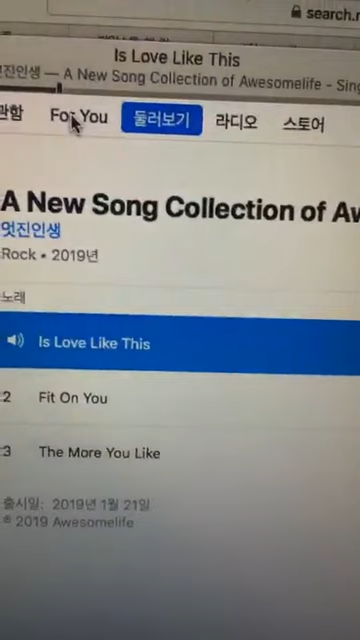 search.n
Is Love Like This
멋진인생 — A New Song Collection of Awesomelife - Sing
관함 For You 둘러보기 라디오 스토어
A New Song Collection of Aw
멋진인생
Rock • 2019년
노래
Is Love Like This
2 Fit On You
3 The More You Like
출시일: 2019년 1월 21일
℗ 2019 Awesomelife